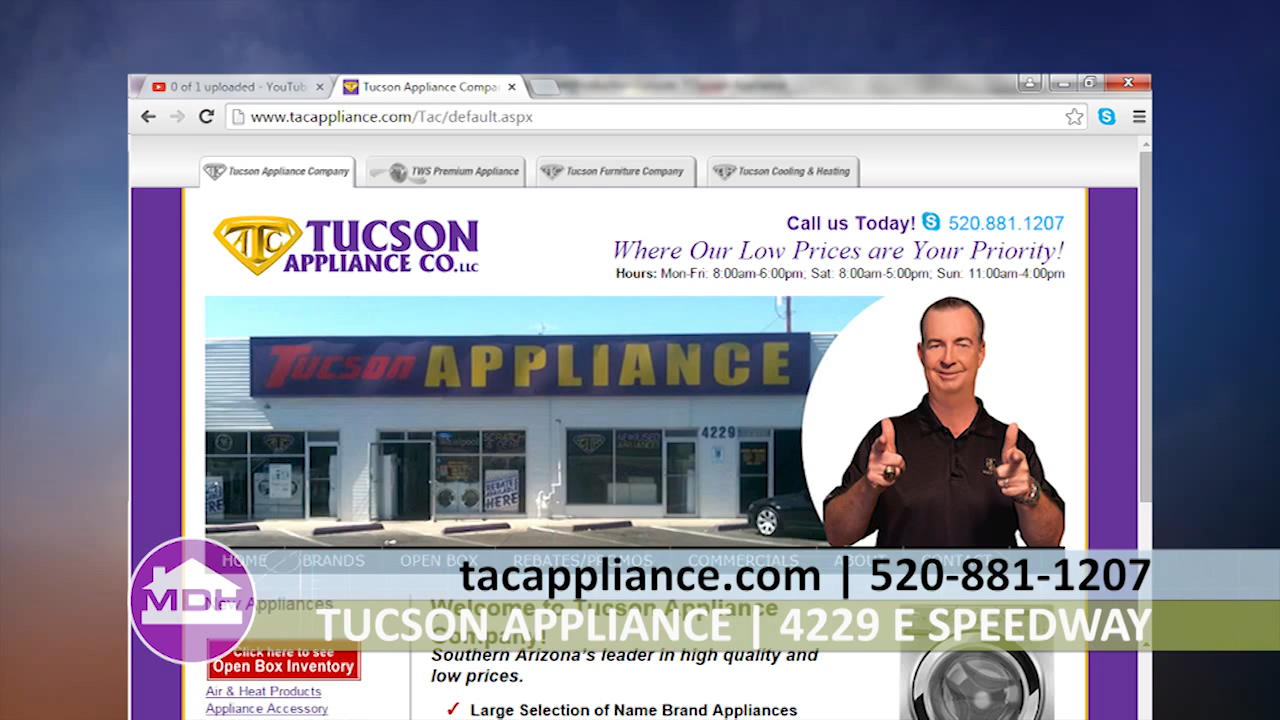 0 of 1 uploaded - YouTub
Tucson Appliance Compa
www.tacappliance.com/Tac/default.aspx
Tucson Appliance Company
TWS Premium Appliance
Tucson Furniture Company
Tucson Cooling & Heating
TC
TUCSON
APPLIANCE CO.LLC
Call us Today! 520.881.1207
Where Our Low Prices are Your Priority!
Hours: Mon-Fri: 8:00am-6:00pm; Sat: 8:00am-5:00pm; Sun: 11:00am-4:00pm
Tucson APPLIANCE
4229
SCRATCH
HERE
HOME BRANDS OPEN BOX REBATES/PROMOS COMMERCIALS ABOUT CONTACT
tacappliance.com | 520-881-1207
MDH
TUCSON APPLIANCE | 4229 E SPEEDWAY
New Appliances
Welcome to Tucson Appliance
Company!
Click here to see
Open Box Inventory
Southern Arizona's leader in high quality and
low prices.
Air & Heat Products
Appliance Accessory
✓ Large Selection of Name Brand Appliances